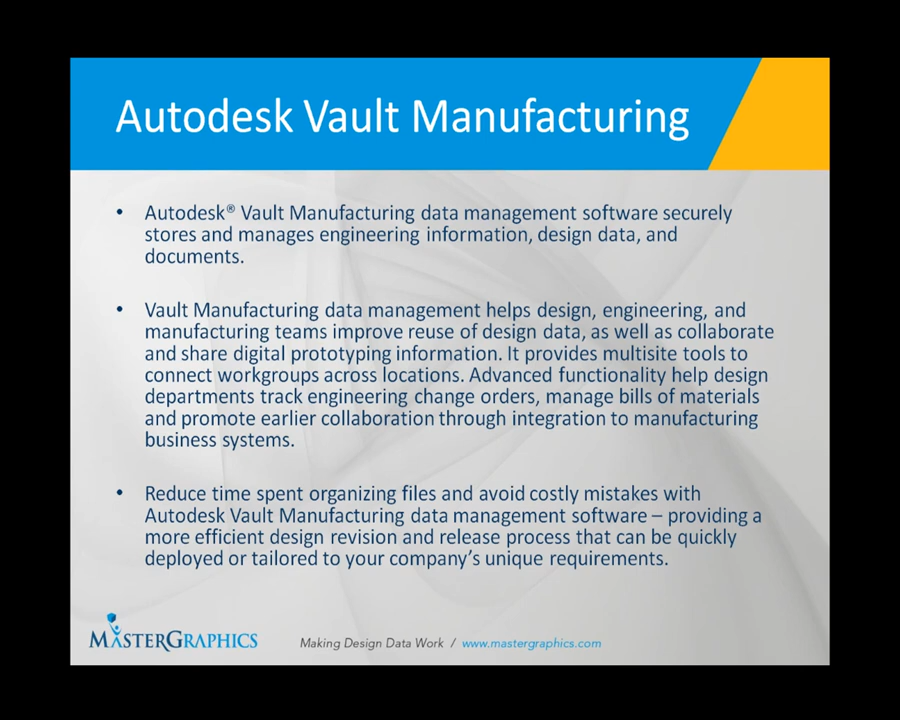 Autodesk Vault Manufacturing
• Autodesk® Vault Manufacturing data management software securely
stores and manages engineering information, design data, and
documents.
• Vault Manufacturing data management helps design, engineering, and
manufacturing teams improve reuse of design data, as well as collaborate
and share digital prototyping information. It provides multisite tools to
connect workgroups across locations. Advanced functionality help design
departments track engineering change orders, manage bills of materials
and promote earlier collaboration through integration to manufacturing
business systems.
• Reduce time spent organizing files and avoid costly mistakes with
Autodesk Vault Manufacturing data management software – providing a
more efficient design revision and release process that can be quickly
deployed or tailored to your company’s unique requirements.
MASTERGRAPHICS Making Design Data Work / www.mastergraphics.com